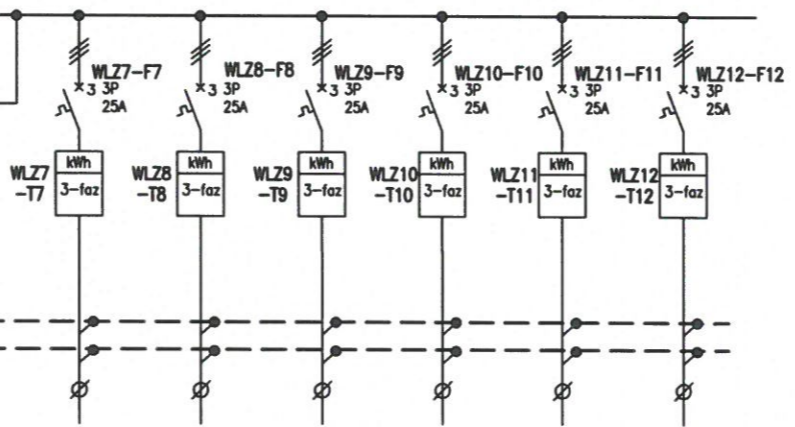 WLZ7-F7 WLZ8-F8 WLZ9-F9 WLZ10-F10 WLZ11-F11 WLZ12-F12
3 3P 3 3P 3 3P 3 3P 3 3P 3 3P
25A 25A 25A 25A 25A 25A
kWh kWh kWh kWh kWh kWh
WLZ7 WLZ8 WLZ9 WLZ10 WLZ11 WLZ12
-T7 3-faz -T8 3-faz -T9 3-faz -T10 3-faz -T11 3-faz -T12 3-faz